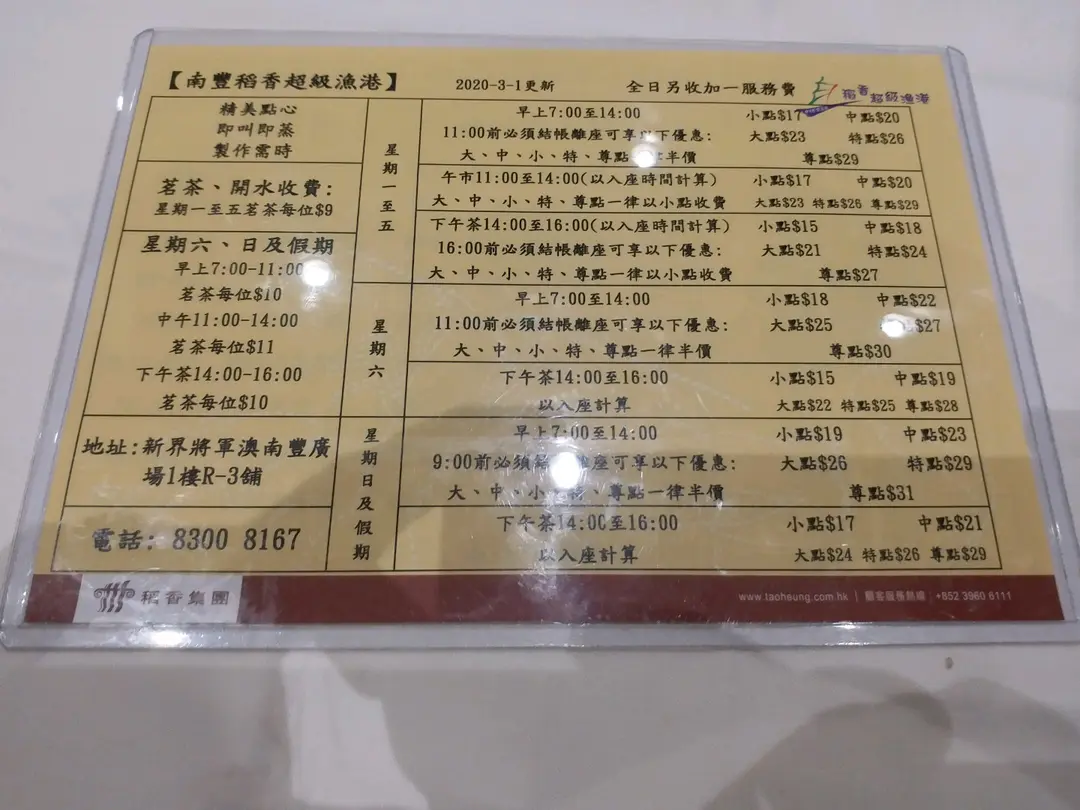 【南豐稻香超級漁港】 2020-3-1更新 全日另收加一服務費 稻香超級漁港
精美點心
即叫即蒸
製作需時
茗茶、開水收費:
星期一至五茗茶每位$9
星期六、日及假期
早上7:00-11:00
茗茶每位$10
中午11:00-14:00
茗茶每位$11
下午茶14:00-16:00
茗茶每位$10
地址:新界將軍澳南豐廣
場1樓R-3舖
電話: 8300 8167
星期一至五
早上7:00至14:00 小點$17 中點$20
11:00前必須結帳離座可享以下優惠: 大點$23 特點$26
大、中、小、特、尊點一律半價 尊點$29
午市11:00至14:00(以入座時間計算) 小點$17 中點$20
大、中、小、特、尊點一律以小點收費 大點$23 特點$26 尊點$29
下午茶14:00至16:00(以入座時間計算) 小點$15 中點$18
16:00前必須結帳離座可享以下優惠: 大點$21 特點$24
大、中、小、特、尊點一律以小點收費 尊點$27
星期六
早上7:00至14:00 小點$18 中點$22
11:00前必須結帳離座可享以下優惠: 大點$25 $27
大、中、小、特、尊點一律半價 尊點$30
下午茶14:00至16:00 小點$15 中點$19
以入座計算 大點$22 特點$25 尊點$28
星期日及假期
早上7:00至14:00 小點$19 中點$23
9:00前必須結 離座可享以下優惠: 大點$26 特點$29
大、中、小、特、尊點一律半價 尊點$31
下午茶14:00至16:00 小點$17 中點$21
以入座計算 大點$24 特點$26 尊點$29
稻香集團 www.taoheung.com.hk | 顧客服務熱線 | +852 3960 6111